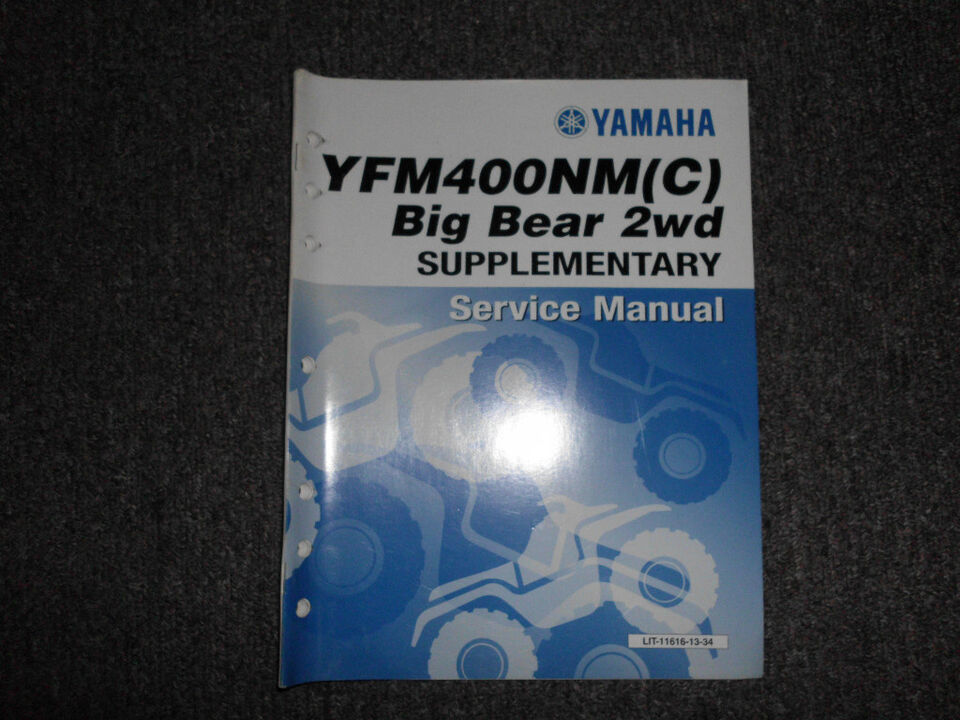 YAMAHA
YFM400NM(C)
Big Bear 2wd
SUPPLEMENTARY
Service Manual
LIT-11616-13-34